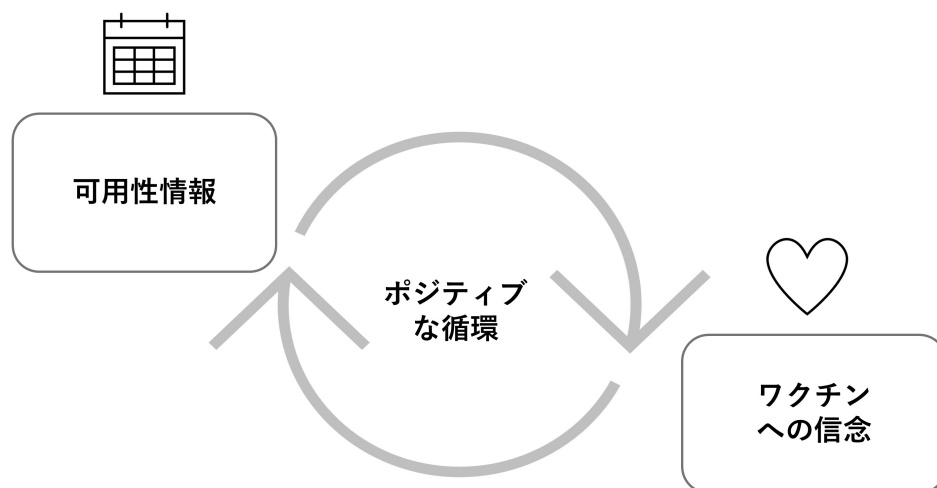 可用性情報
ポジティブ
な循環
ワクチン
への信念